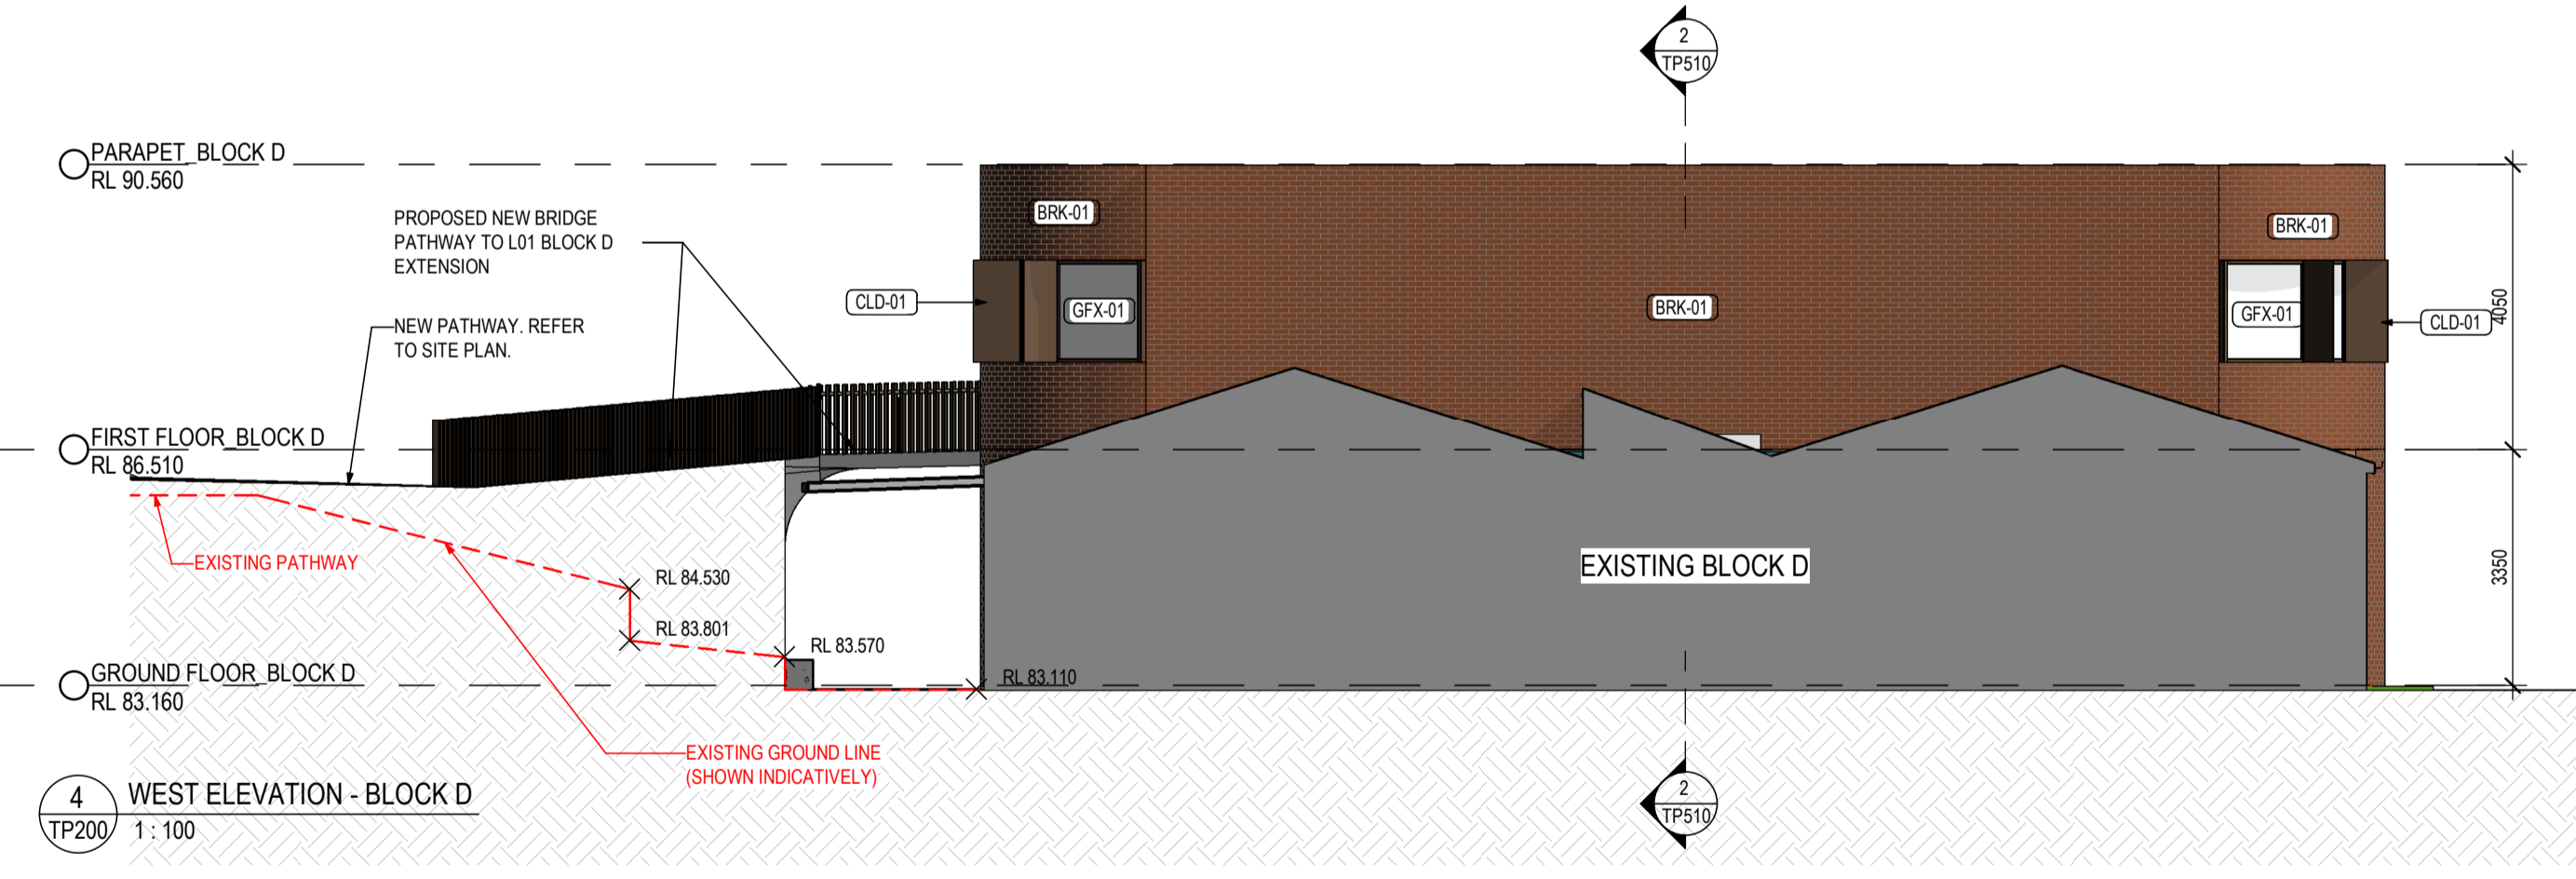 2
TP510
PARAPET_BLOCK D
RL 90.560
PROPOSED NEW BRIDGE
PATHWAY TO L01 BLOCK D
EXTENSION
BRK-01
BRK-01
CLD-01
GFX-01
BRK-01
GFX-01
CLD-01
4050
NEW PATHWAY. REFER
TO SITE PLAN.
FIRST FLOOR_BLOCK D
RL 86.510
EXISTING PATHWAY
RL 84.530
EXISTING BLOCK D
3350
RL 83.801
RL 83.570
GROUND FLOOR_BLOCK D
RL 83.160
RL 83.110
EXISTING GROUND LINE
(SHOWN INDICATIVELY)
4
TP200
WEST ELEVATION - BLOCK D
1 : 100
2
TP510